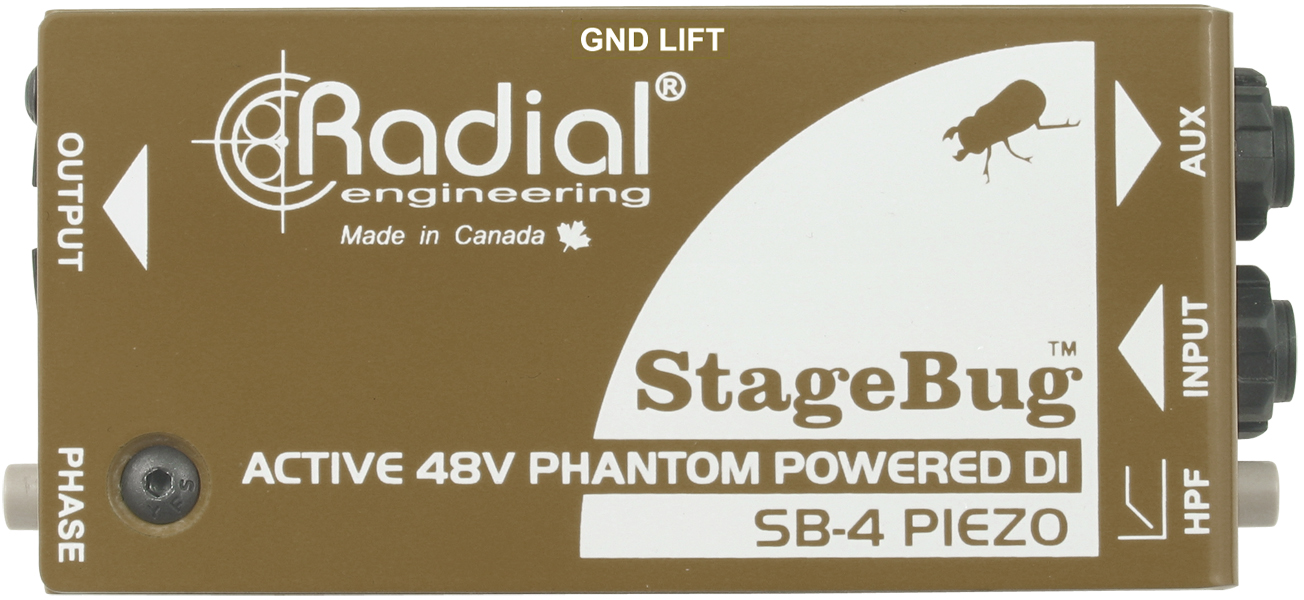 GND LIFT
Radial®
engineering
Made in Canada
OUTPUT
AUX
INPUT
StageBug™
ACTIVE 48V PHANTOM POWERED DI
SB-4 PIEZO
PHASE
HPF